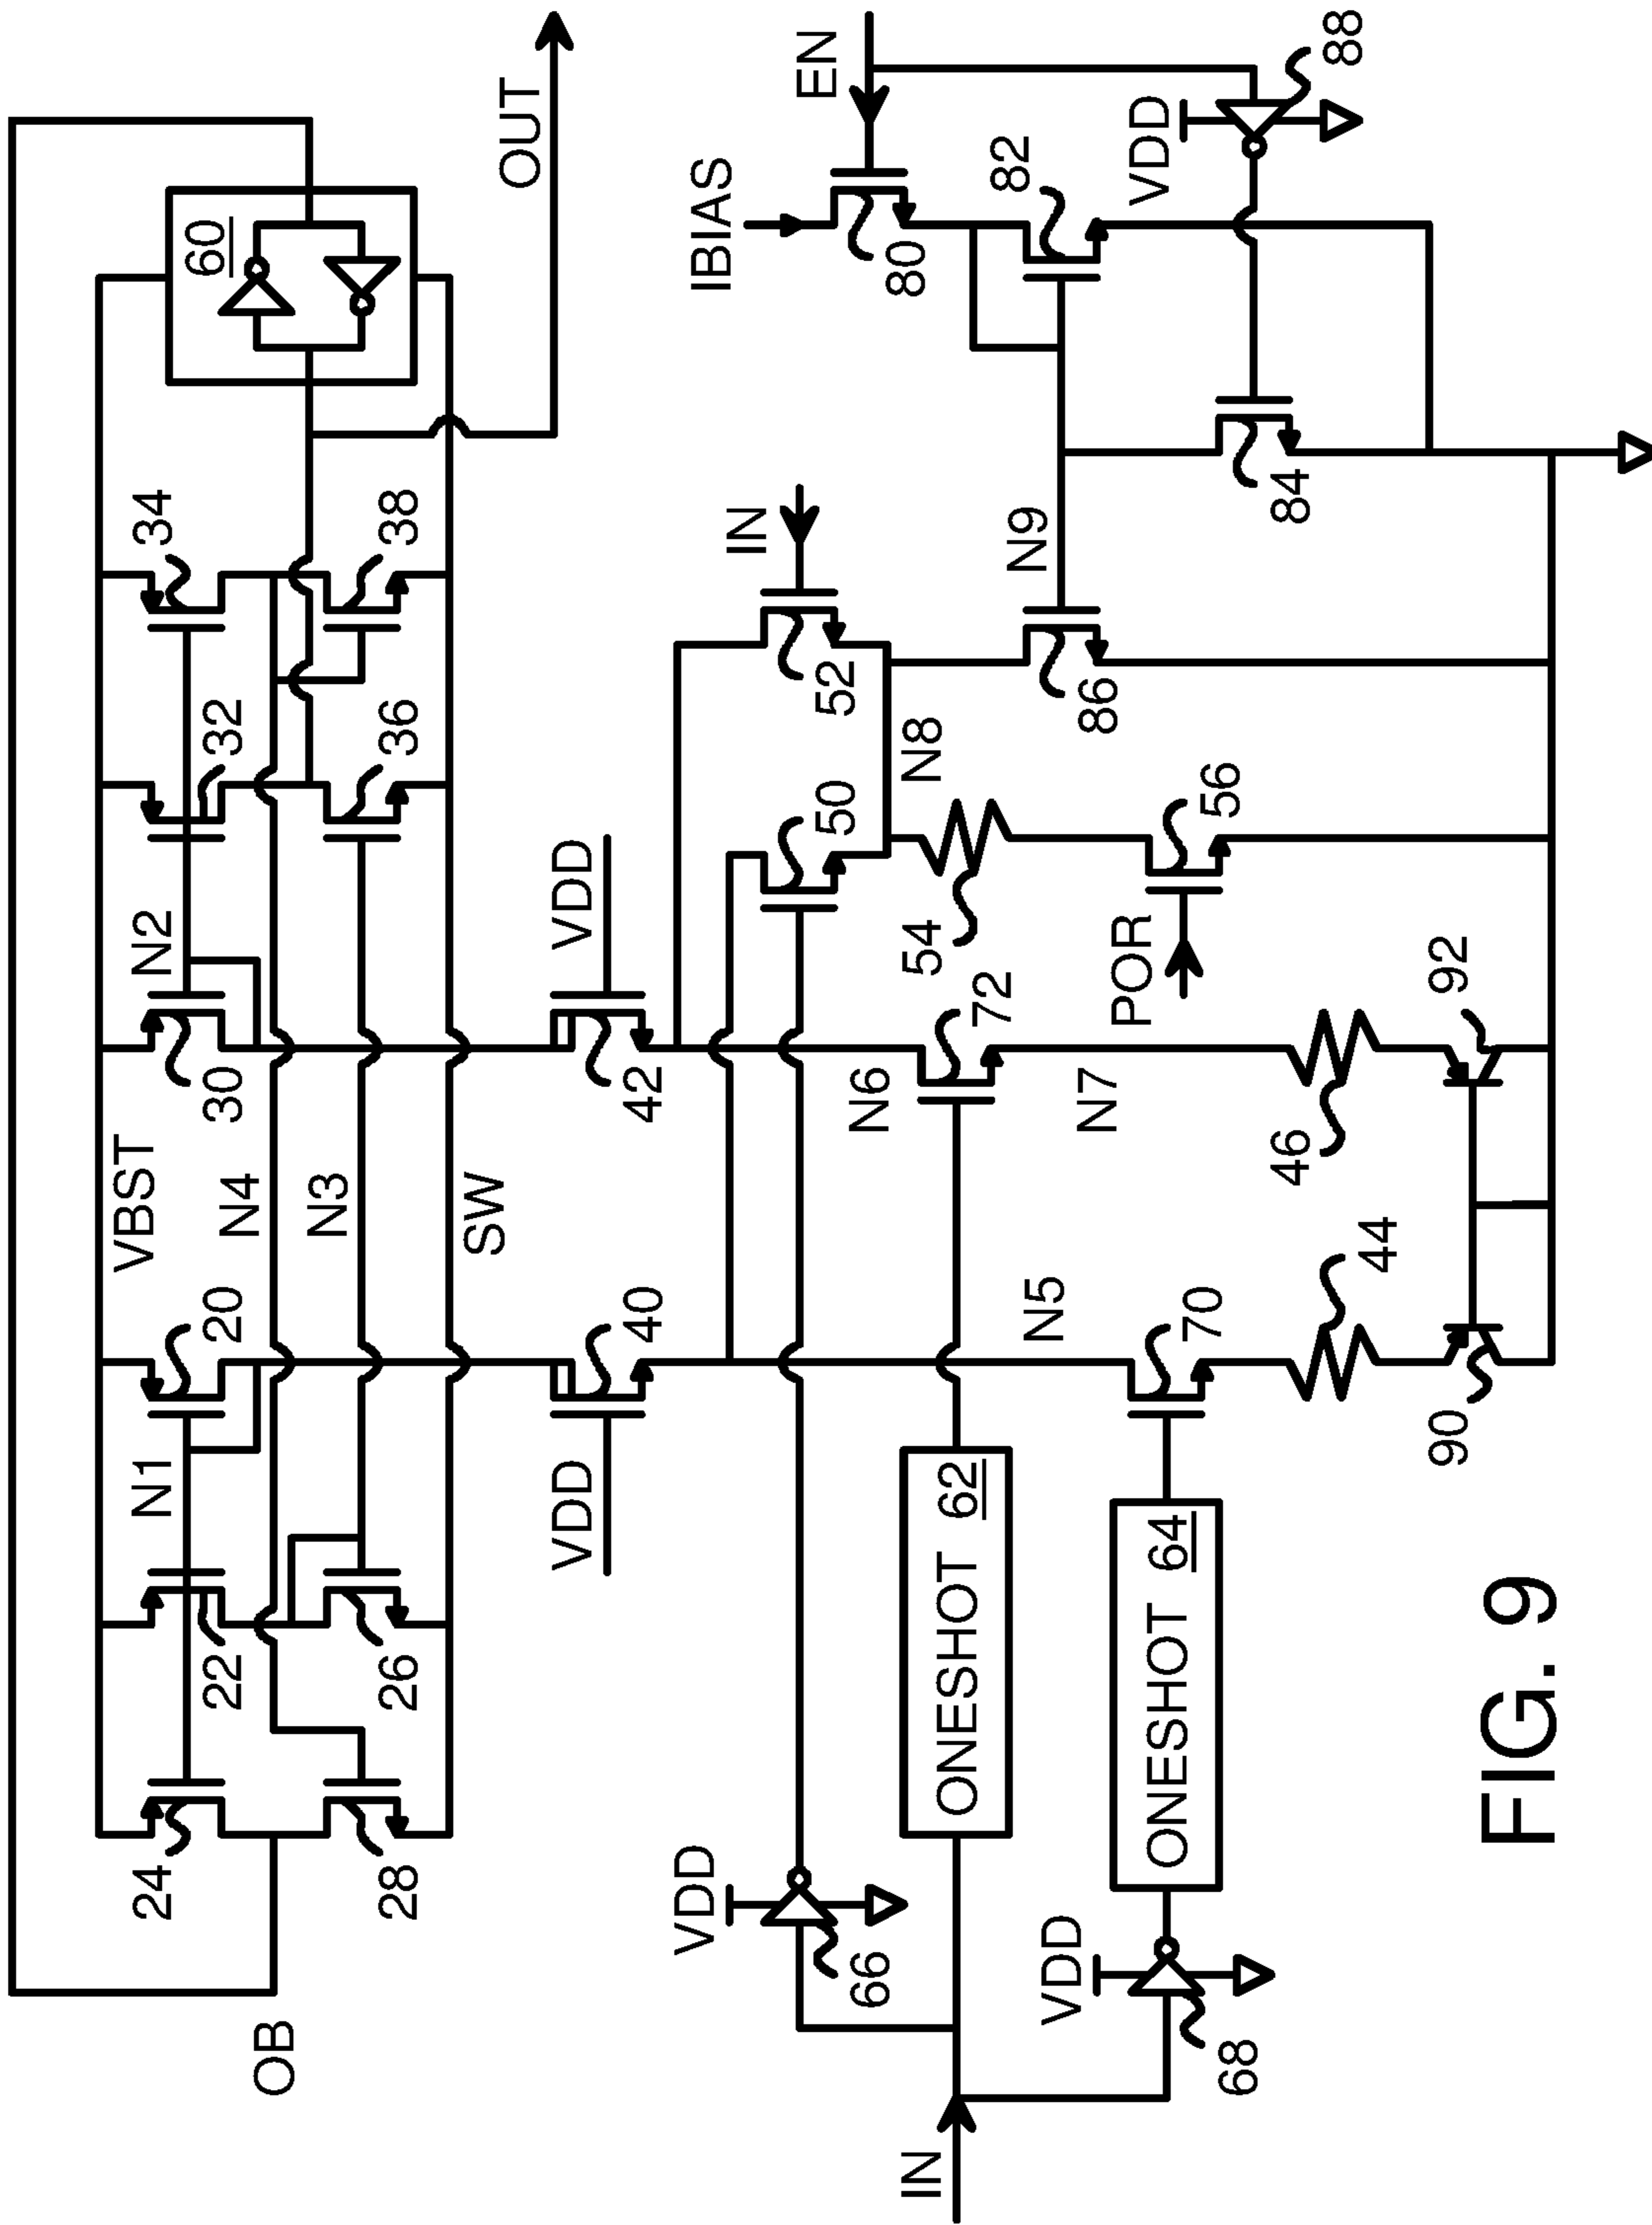 OB
VBST
SW
OUT
24
N1
20
N2
34
60
22
N4
30
32
26
N3
28
36
38
VDD
40
VDD
42
IN
IBIAS
EN
VDD
66
52
50
80
82
VDD
88
IN
ONESHOT 62
N6
N8
54
72
N9
VDD
68
ONESHOT 64
N5
70
N7
86
POR
56
84
44
46
90
92
FIG. 9